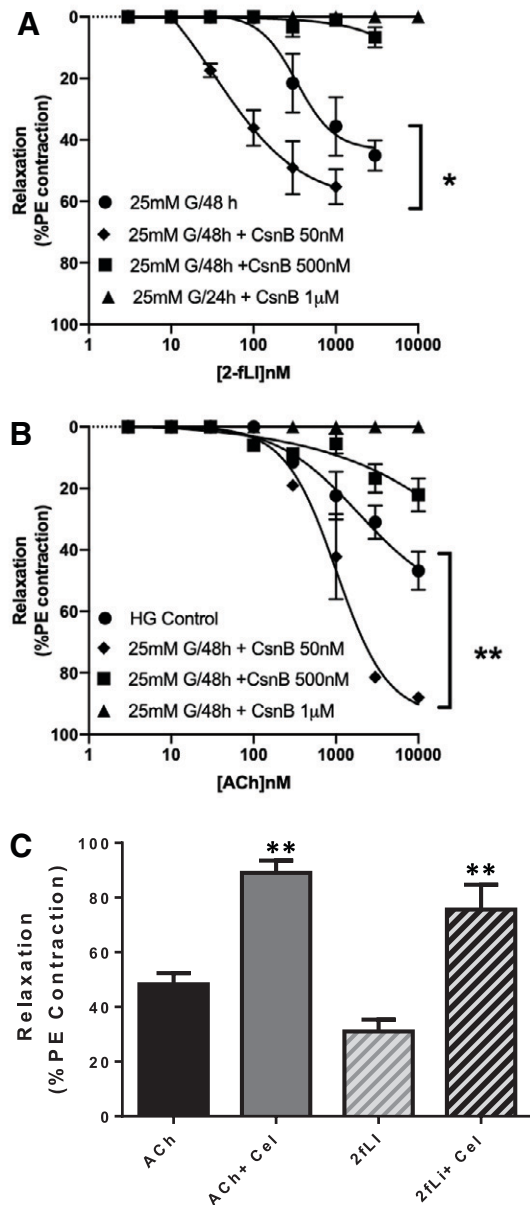 A
Relaxation
(%PE contraction)
0
20
40
60
80
100
25mM G/48 h
25mM G/48h + CsnB 50nM
25mM G/48h +CsnB 500nM
25mM G/24h + CsnB 1µM
*
1
10
100
1000
10000
[2-fLI]nM
B
Relaxation
(%PE contraction)
0
20
40
60
80
100
HG Control
25mM G/48h + CsnB 50nM
25mM G/48h +CsnB 500nM
25mM G/48h + CsnB 1µM
**
1
10
100
1000
10000
[ACh]nM
C
Relaxation
(%PE Contraction)
100
80
60
40
20
0
**
**
ACh
ACh+ Cel
2fLI
2fLi+ Cel